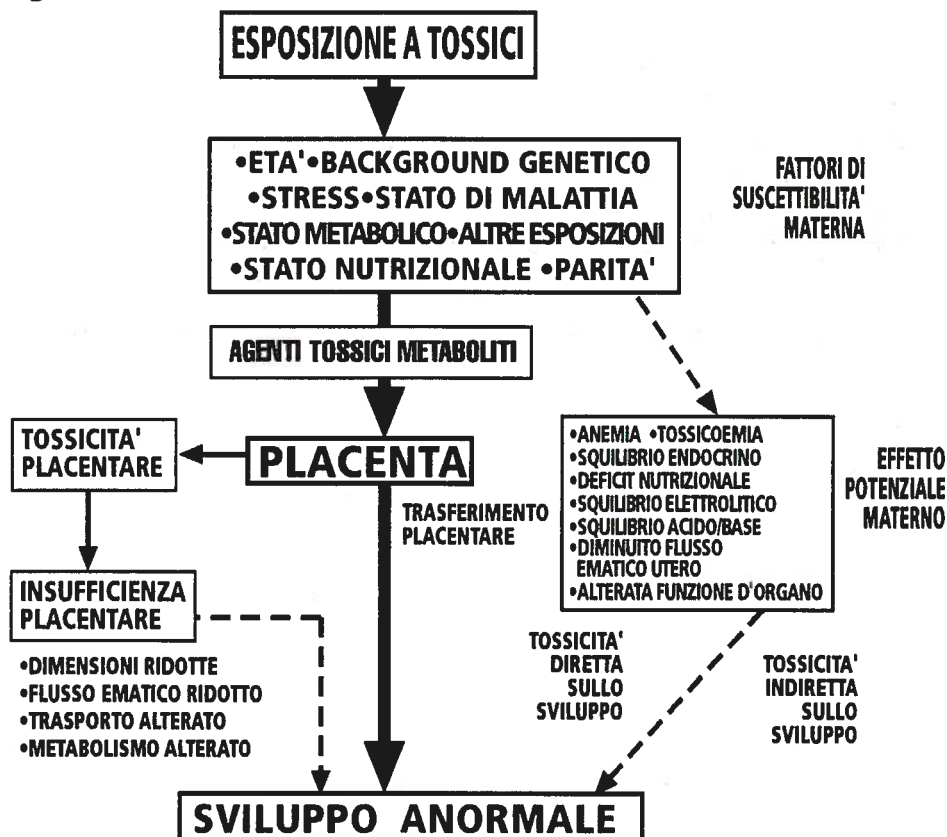 ESPOSIZIONE A TOSSICI
•ETA'•BACKGROUND GENETICO
•STRESS•STATO DI MALATTIA
•STATO METABOLICO•ALTRE ESPOSIZIONI
•STATO NUTRIZIONALE •PARITA'
FATTORI DI
SUSCETTIBILITA'
MATERNA
AGENTI TOSSICI METABOLITI
TOSSICITA'
PLACENTARE
PLACENTA
TRASFERIMENTO
PLACENTARE
•ANEMIA •TOSSICOEMIA
•SQUILIBRIO ENDOCRINO
•DEFICIT NUTRIZIONALE
•SQUILIBRIO ELETTROLITICO
•SQUILIBRIO ACIDO/BASE
•DIMINUITO FLUSSO
EMATICO UTERO
•ALTERATA FUNZIONE D'ORGANO
EFFETTO
POTENZIALE
MATERNO
INSUFFICIENZA
PLACENTARE
•DIMENSIONI RIDOTTE
•FLUSSO EMATICO RIDOTTO
•TRASPORTO ALTERATO
•METABOLISMO ALTERATO
TOSSICITA'
DIRETTA
SULLO
SVILUPPO
TOSSICITA'
INDIRETTA
SULLO
SVILUPPO
SVILUPPO ANORMALE